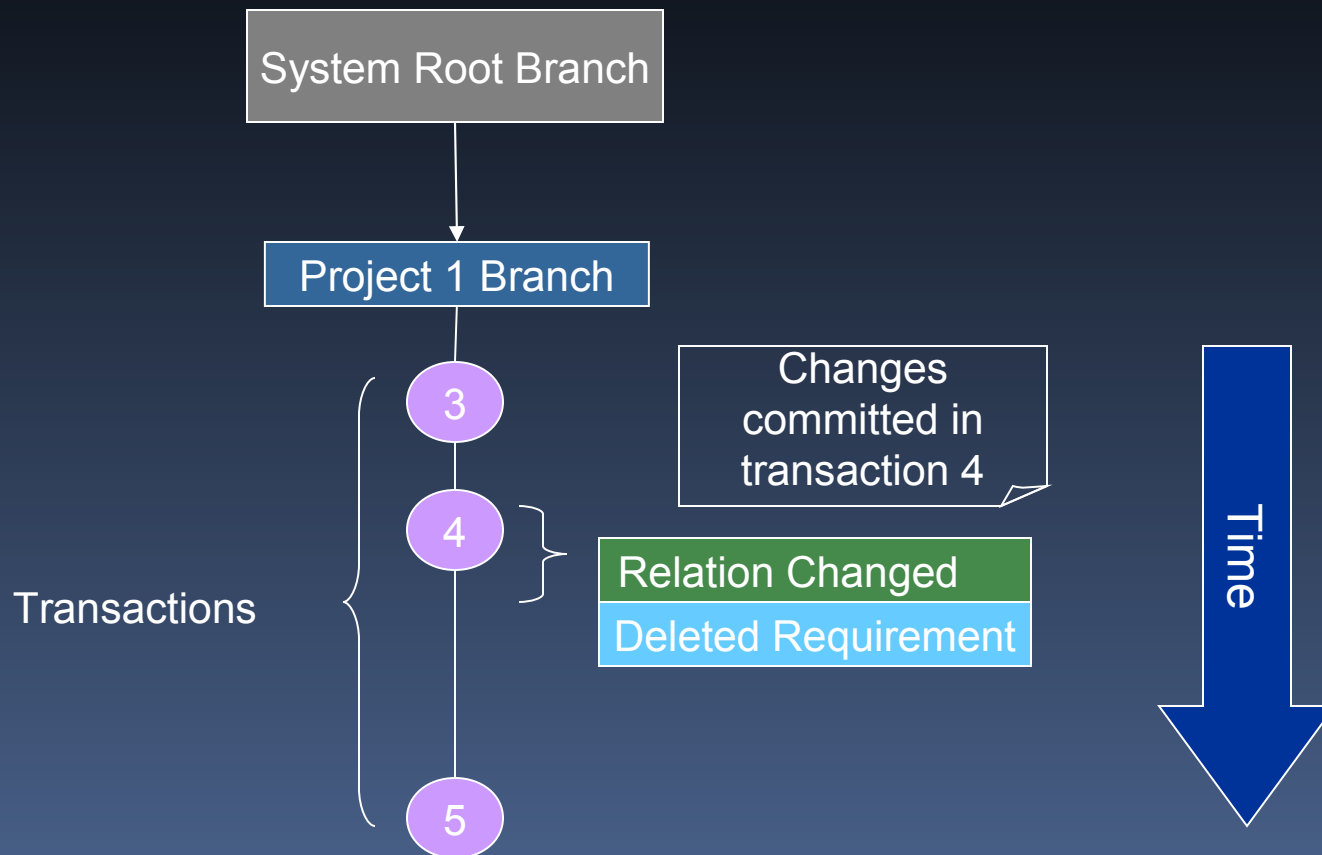 System Root Branch
Project 1 Branch
3
Changes
committed in
transaction 4
4
Relation Changed
Deleted Requirement
Transactions
Time
5